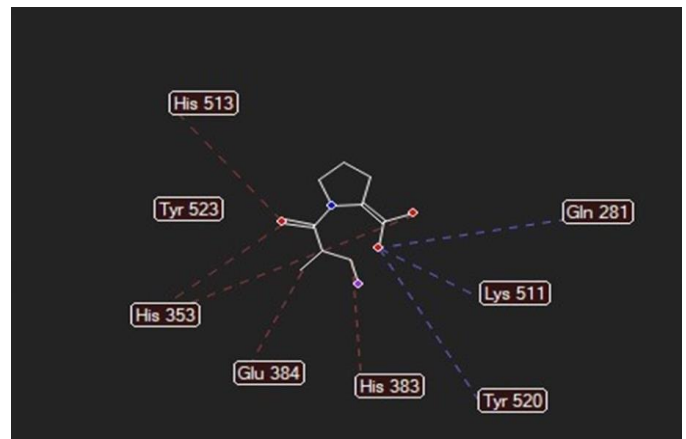 His 513
Tyr 523
Gln 281
Lys 511
His 353
Glu 384
His 383
Tyr 520